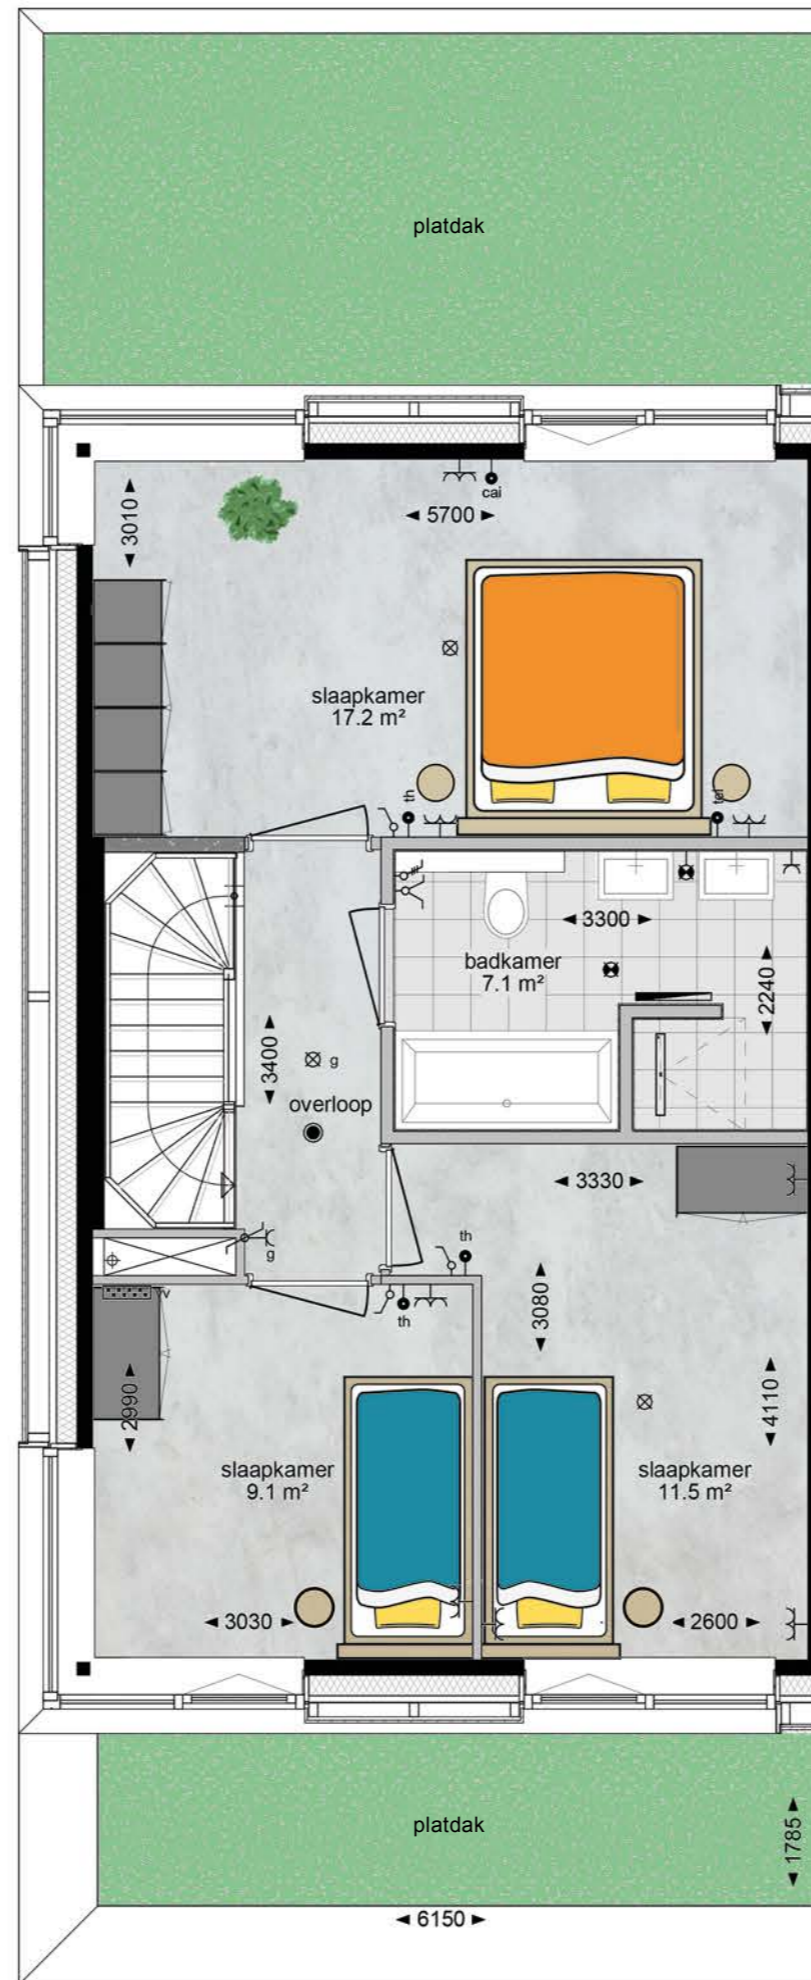 platdak
cai
3010
5700
slaapkamer
17.2 m²
th
tel
3300
badkamer
7.1 m²
2240
3400
g
overloop
3330
th
g
3080
th
2990
4110
slaapkamer
9.1 m²
slaapkamer
11.5 m²
3030
2600
platdak
1785
6150